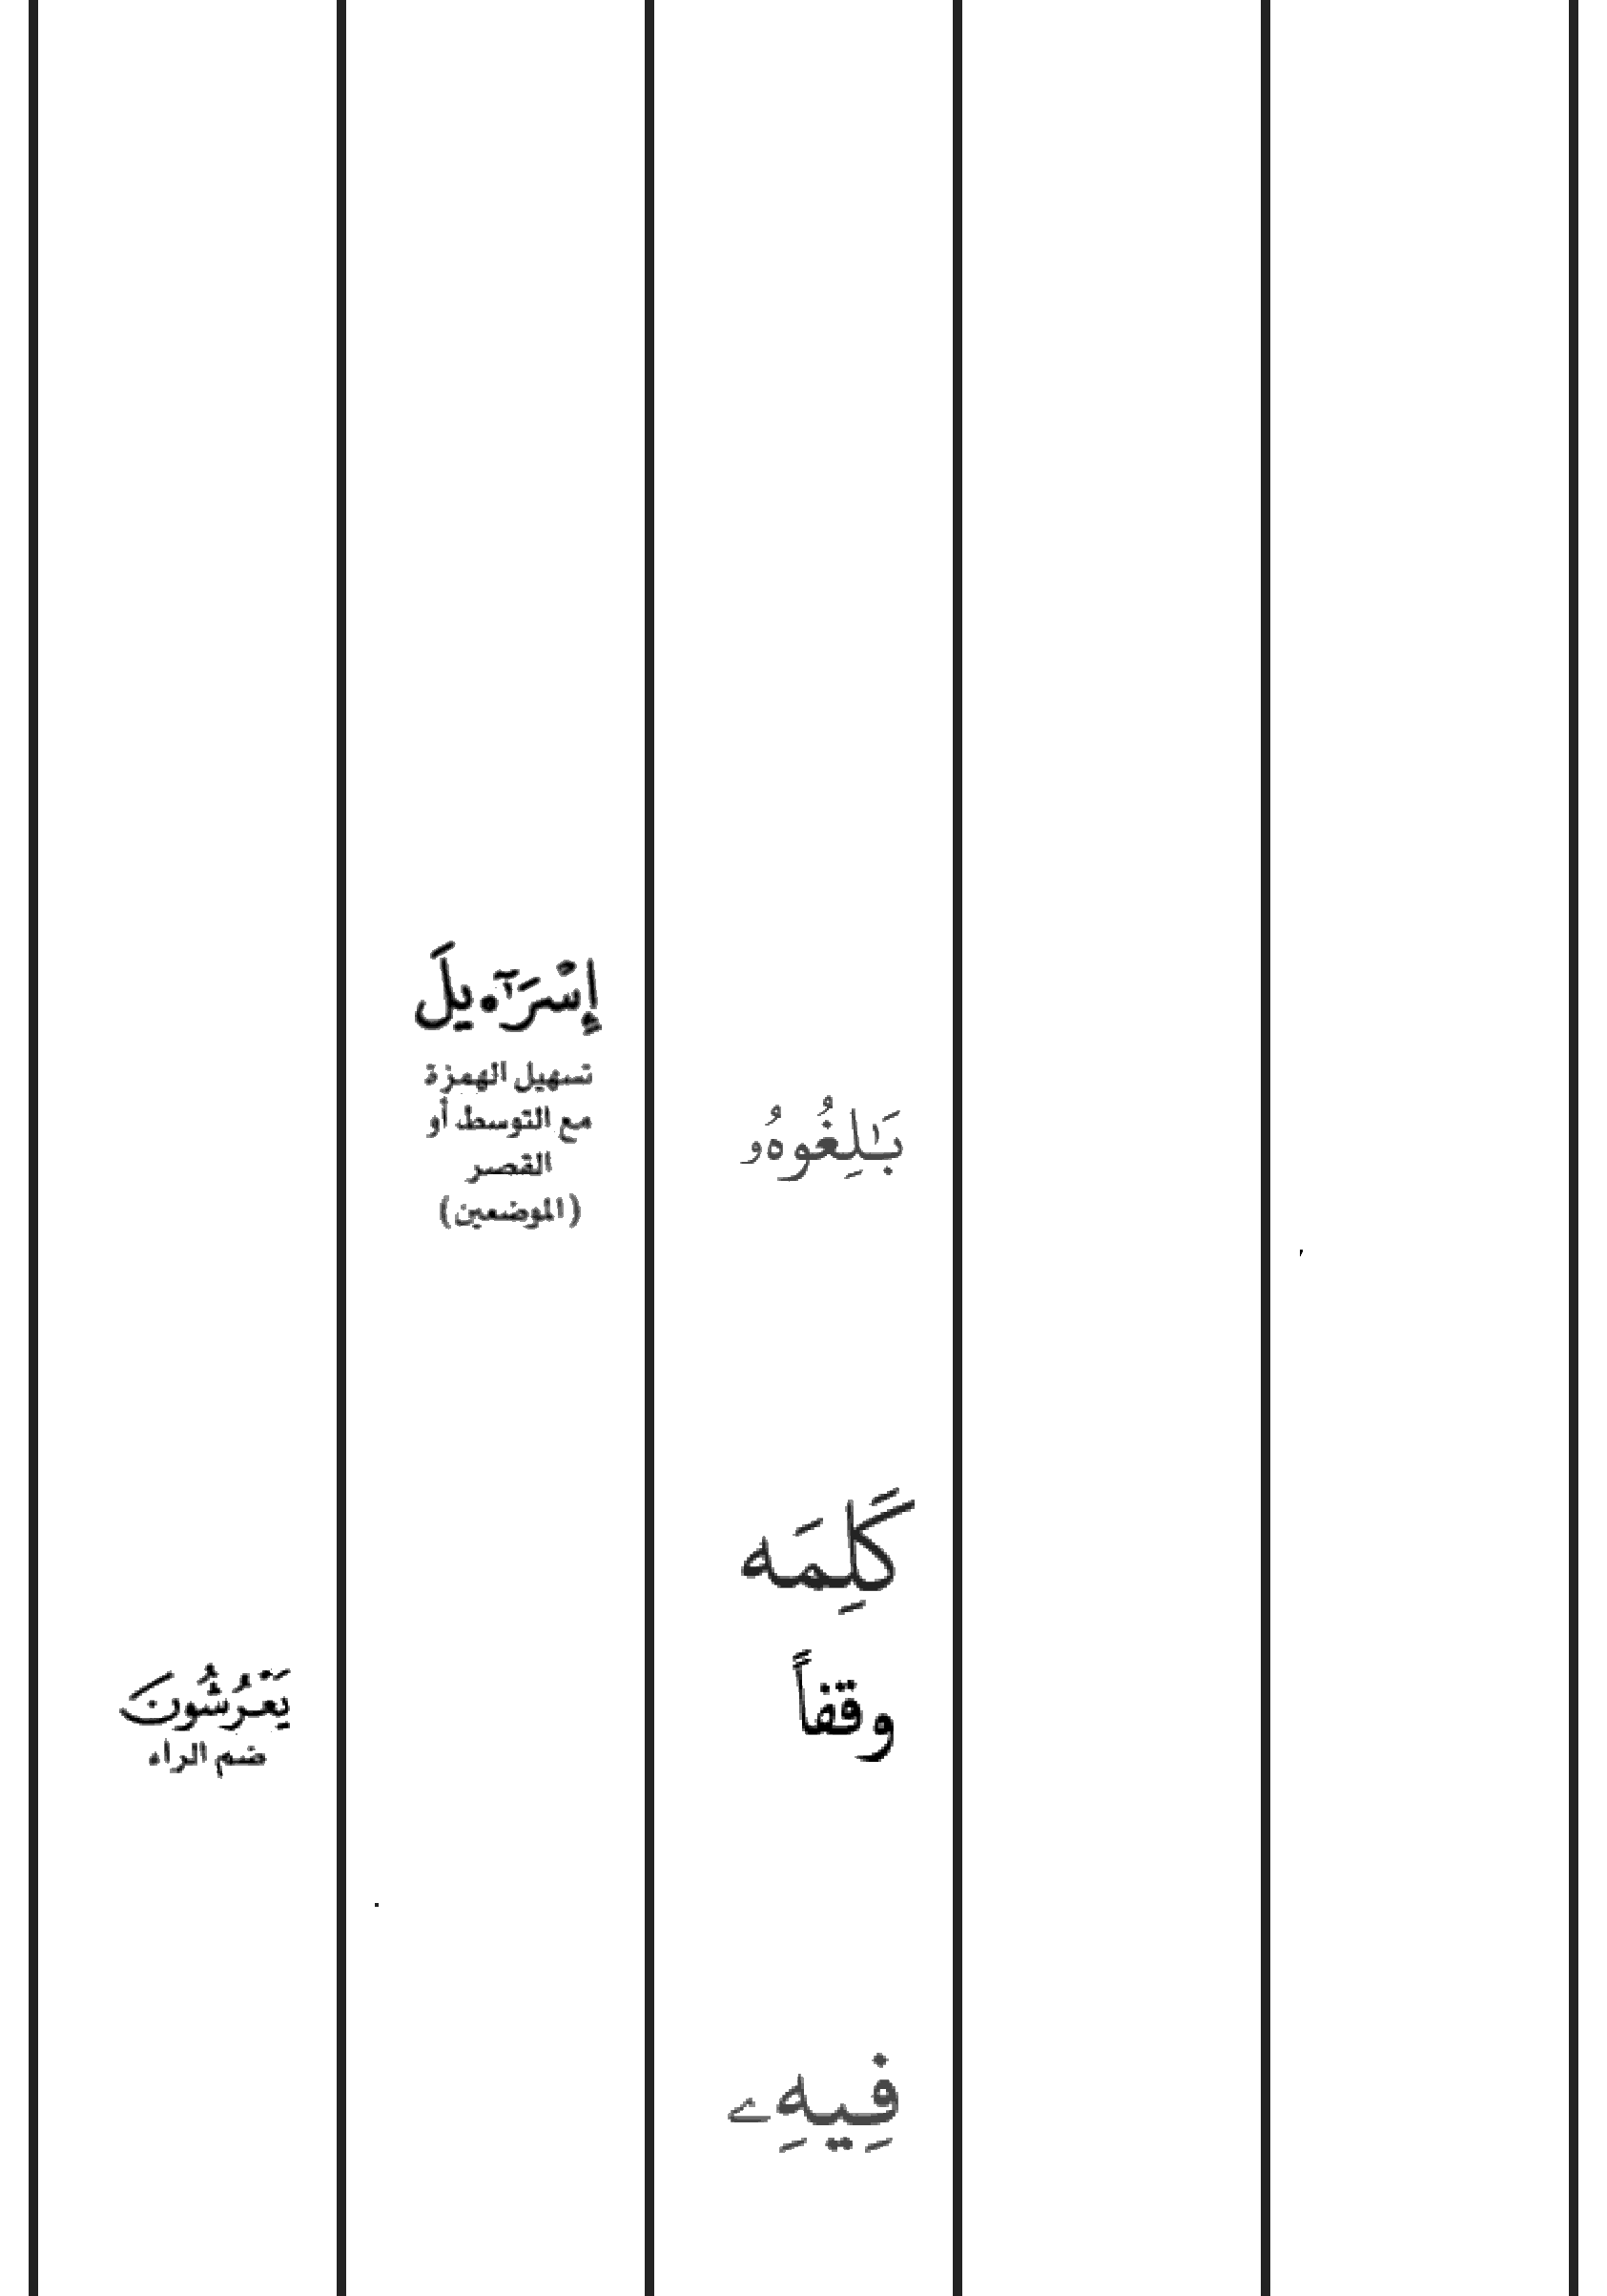 بَٰلِغُوهُۥ
كَلِمَه
وقفاً
فِيهِۦ
إِسْرَآ•يلَ
تسهيل الهمزة
مع التوسط أو
القصر
(الموضعين)
يَعْرُشُونَ
ضم الراء